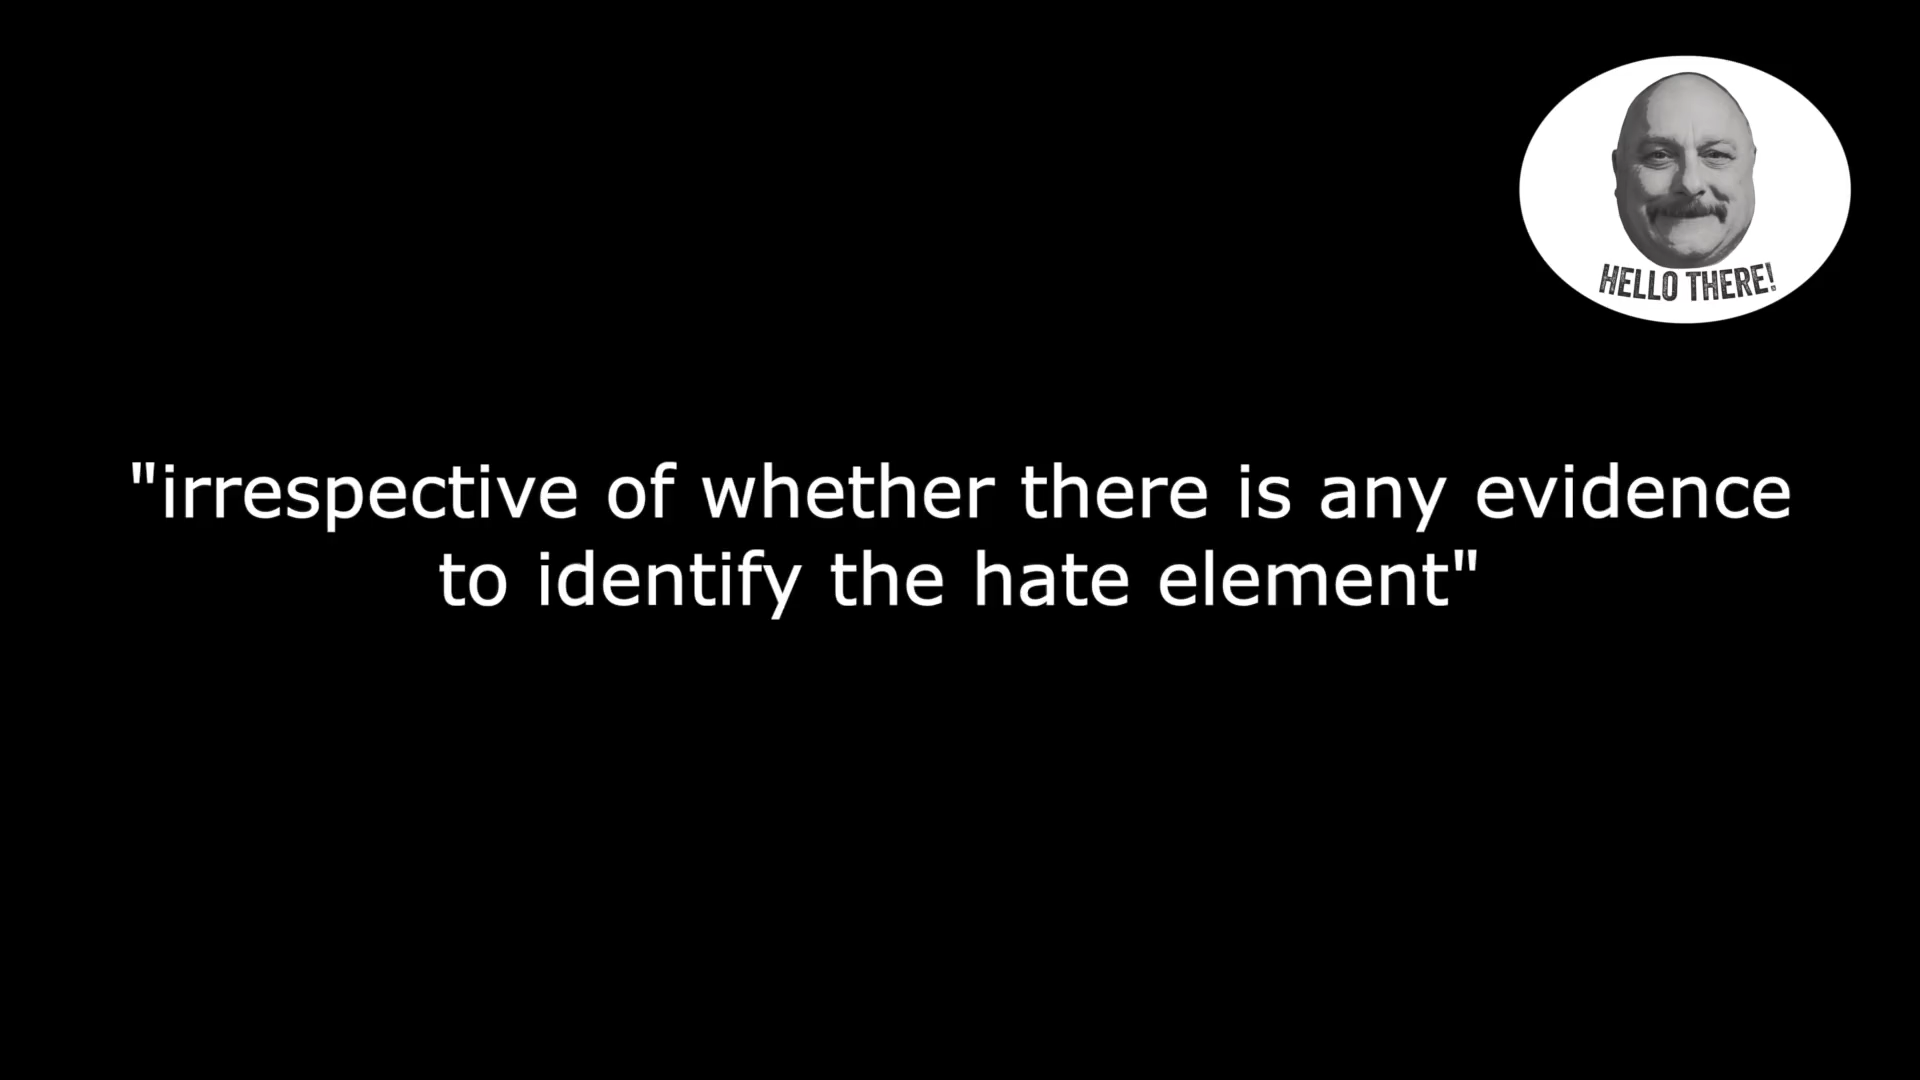 HELLO THERE!
"irrespective of whether there is any evidence
to identify the hate element"